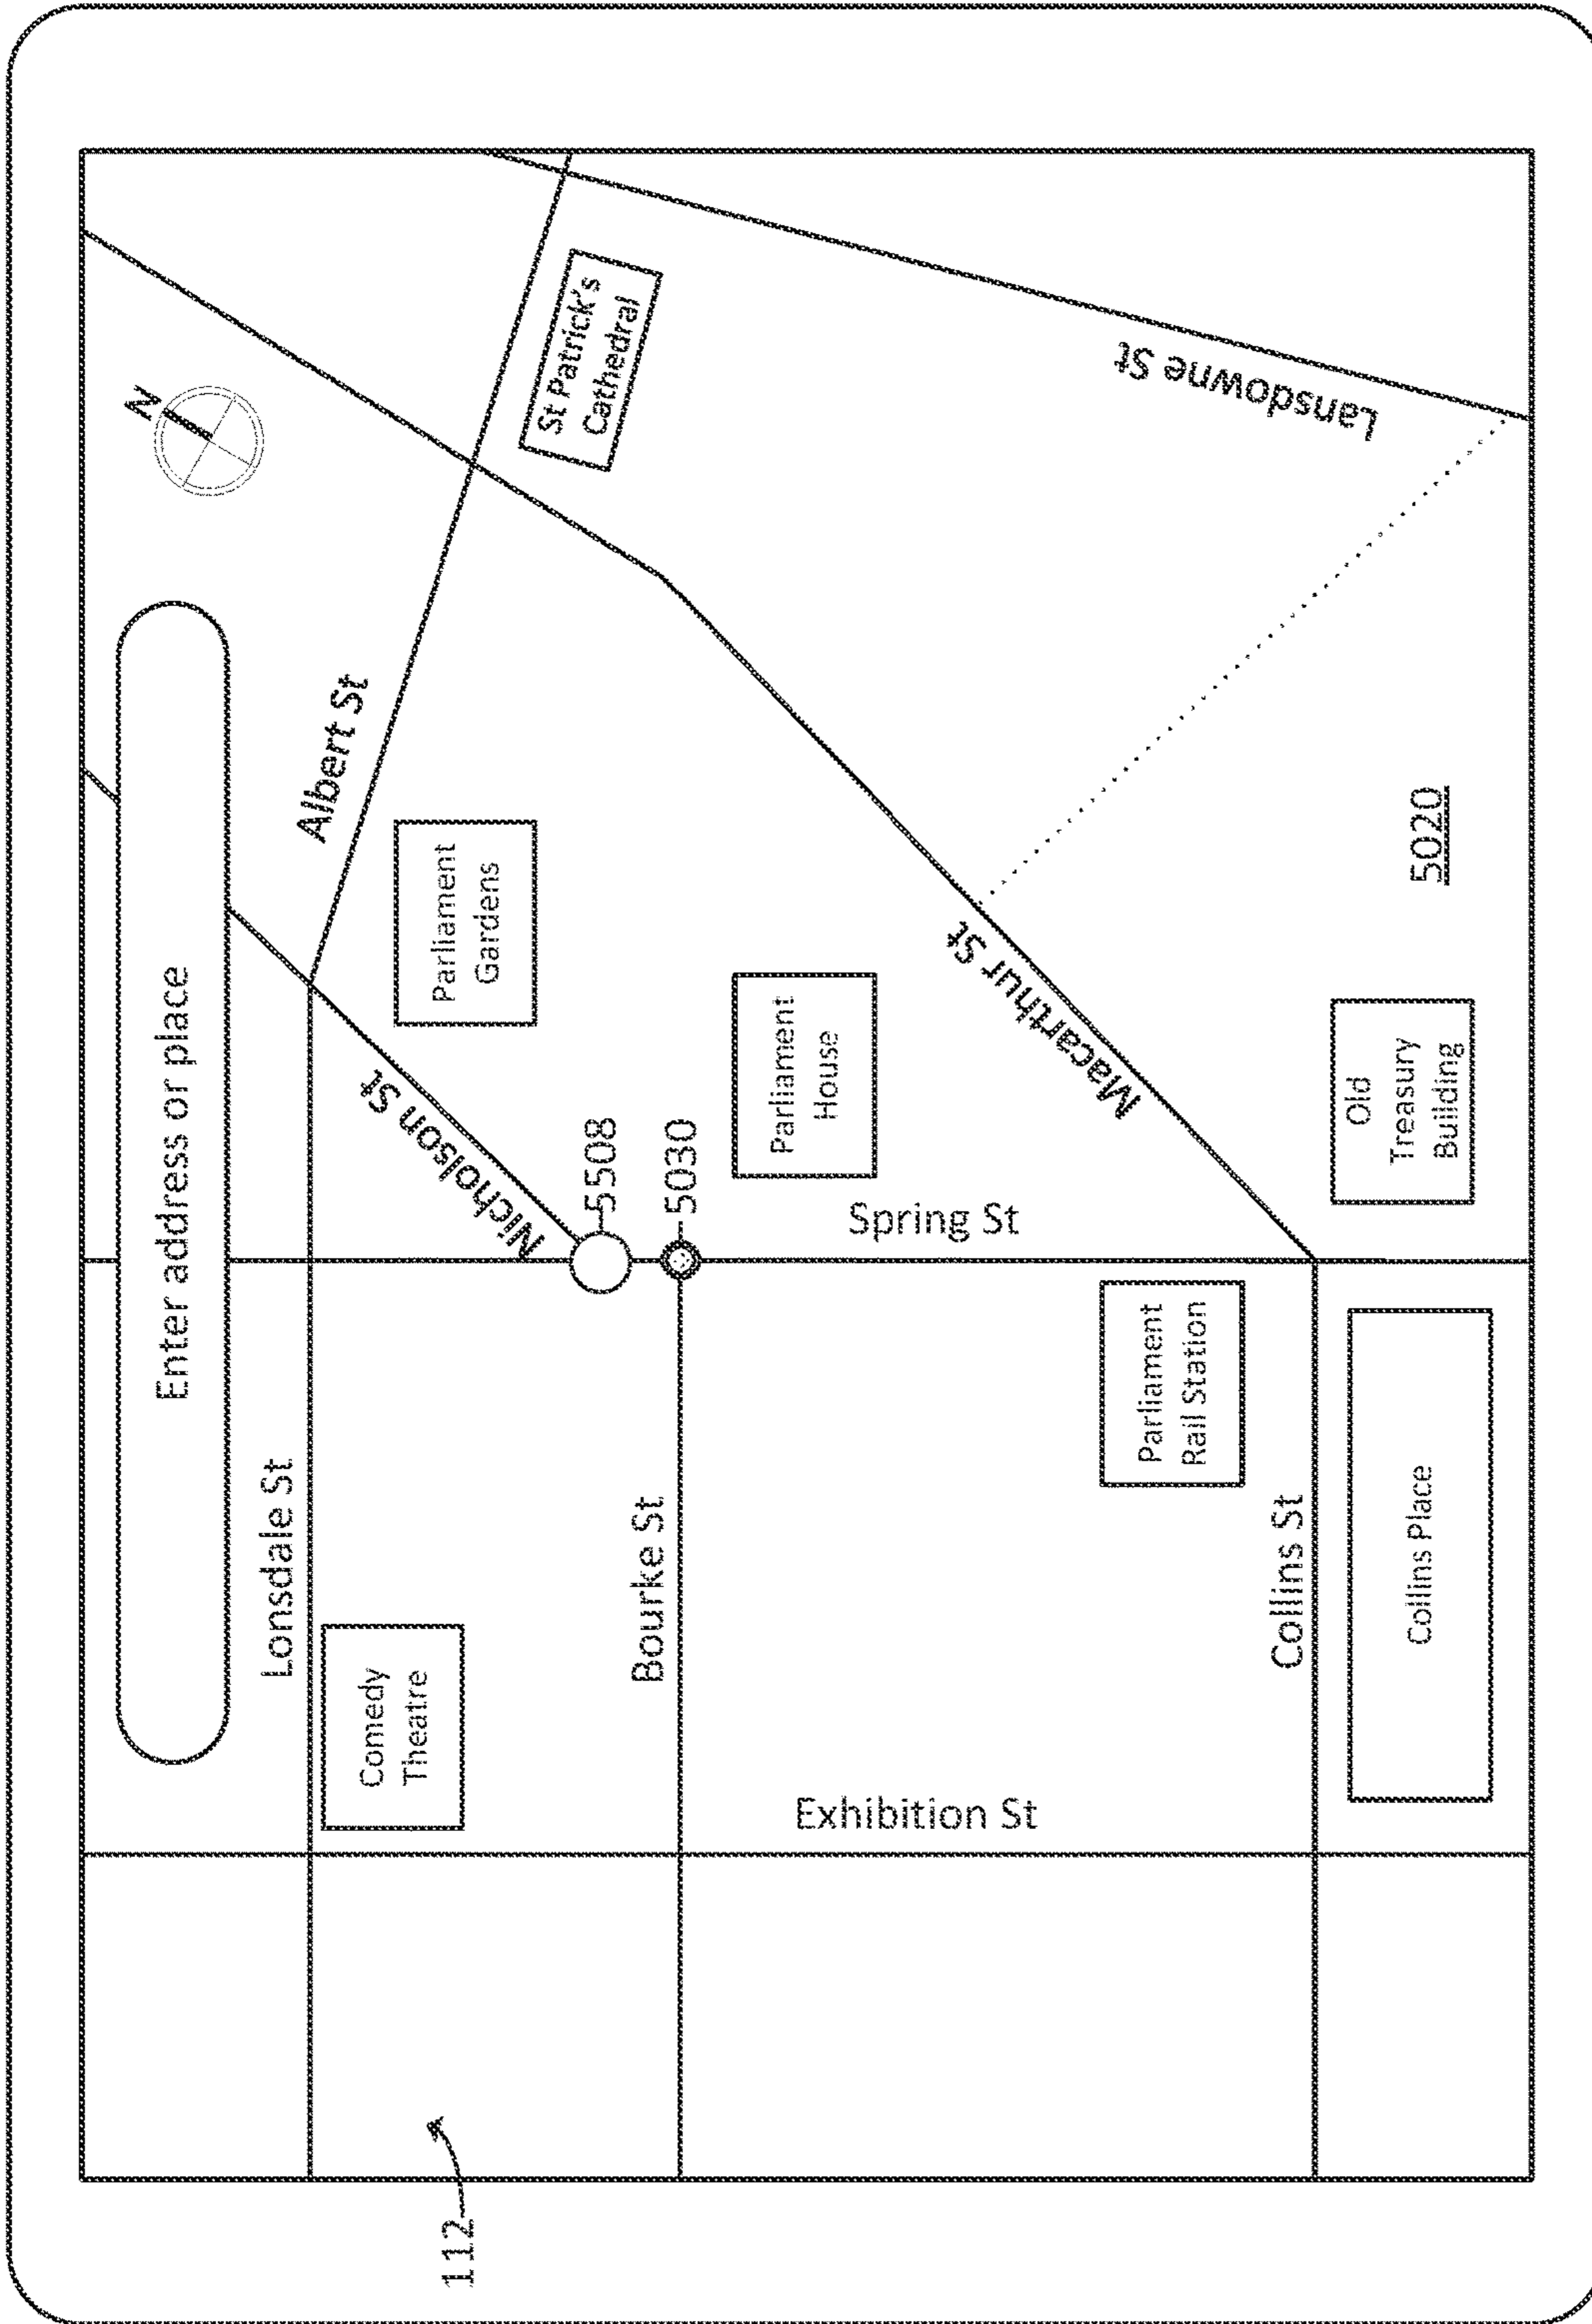 Enter address or place
N
Lonsdale St
Albert St
Nicholson St
Comedy
Theatre
Parliament
Gardens
St Patrick's
Cathedral
112
5508
5030
Bourke St
Parliament
House
Spring St
Exhibition St
Macarthur St
Lansdowne St
Parliament
Rail Station
Collins St
Collins Place
Old
Treasury
Building
5020